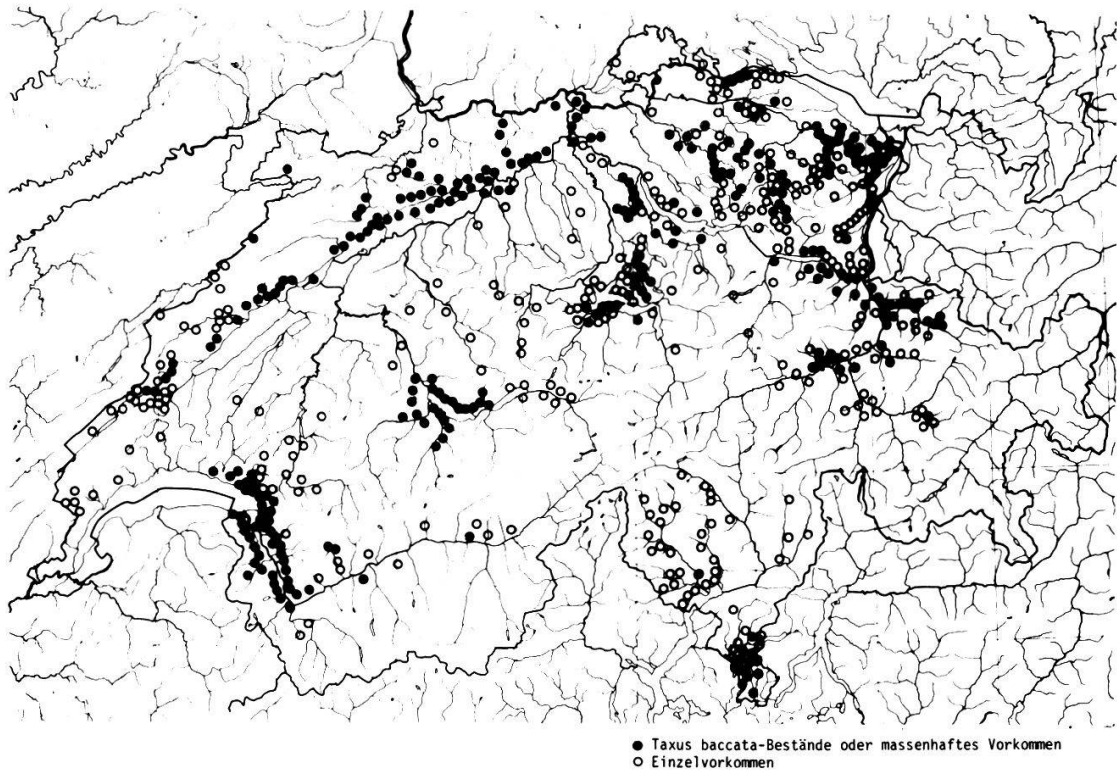 ● Taxus baccata-Bestände oder massenhaftes Vorkommen
○ Einzelvorkommen